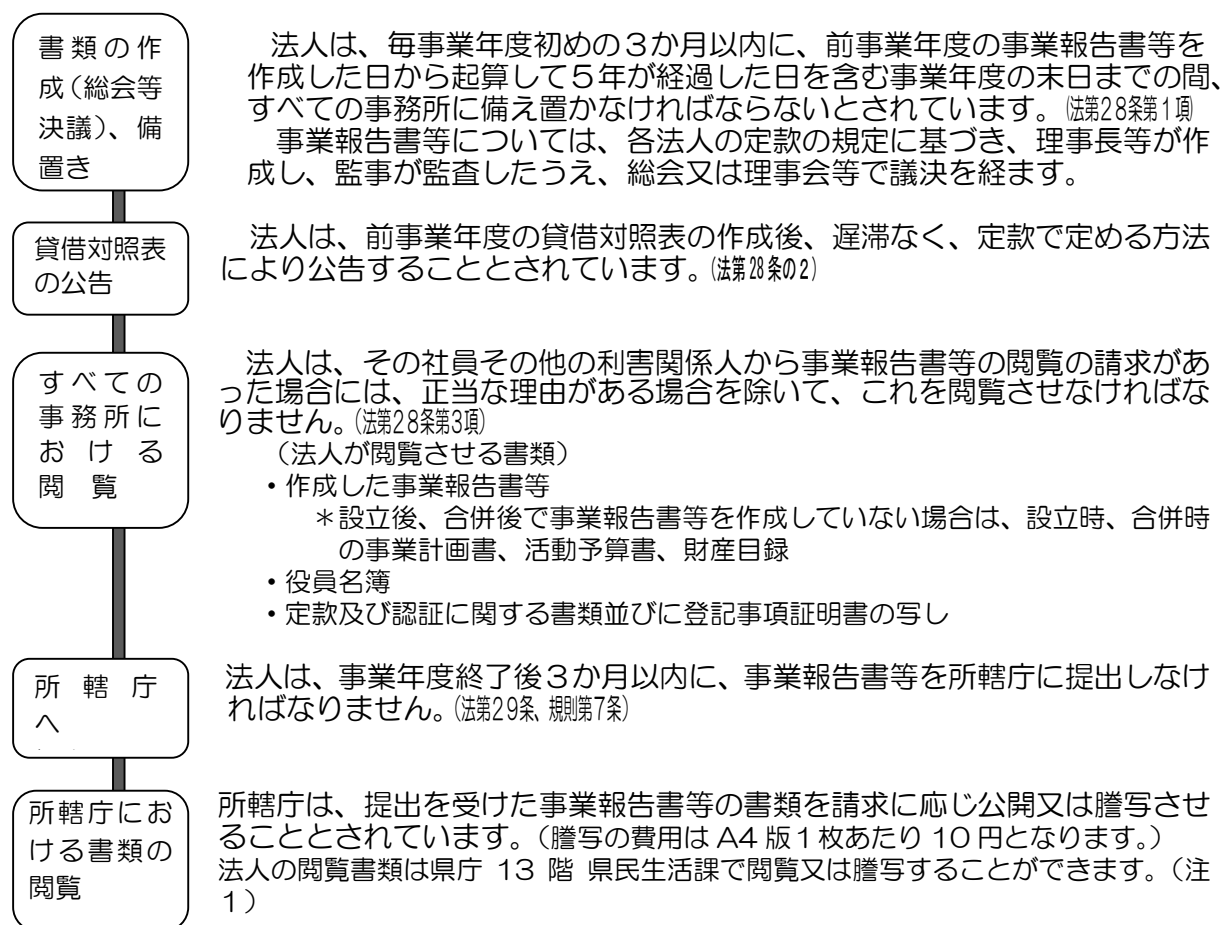 書類の作
成（総会等
決議）、備
置き
法人は、毎事業年度初めの３か月以内に、前事業年度の事業報告書等を
作成した日から起算して５年が経過した日を含む事業年度の末日までの間、
すべての事務所に備え置かなければならないとされています。（法第28条第1項
事業報告書等については、各法人の定款の規定に基づき、理事長等が作
成し、監事が監査したうえ、総会又は理事会等で議決を経ます。
貸借対照表
の公告
法人は、前事業年度の貸借対照表の作成後、遅滞なく、定款で定める方法
により公告することとされています。（法第28条の2）
すべての
事務所に
おける
閲覧
法人は、その社員その他の利害関係人から事業報告書等の閲覧の請求があ
った場合には、正当な理由がある場合を除いて、これを閲覧させなければな
りません。（法第28条第3項）
（法人が閲覧させる書類）
・作成した事業報告書等
＊設立後、合併後で事業報告書等を作成していない場合は、設立時、合併時
の事業計画書、活動予算書、財産目録
・役員名簿
・定款及び認証に関する書類並びに登記事項証明書の写し
所轄庁
へ
法人は、事業年度終了後３か月以内に、事業報告書等を所轄庁に提出しなけ
ればなりません。（法第29条、規則第7条）
所轄庁にお
ける書類の
閲覧
所轄庁は、提出を受けた事業報告書等の書類を請求に応じ公開又は謄写させ
ることとされています。（謄写の費用は A4 版１枚あたり 10 円となります。）
法人の閲覧書類は県庁 13 階 県民生活課で閲覧又は謄写することができます。（注
１）